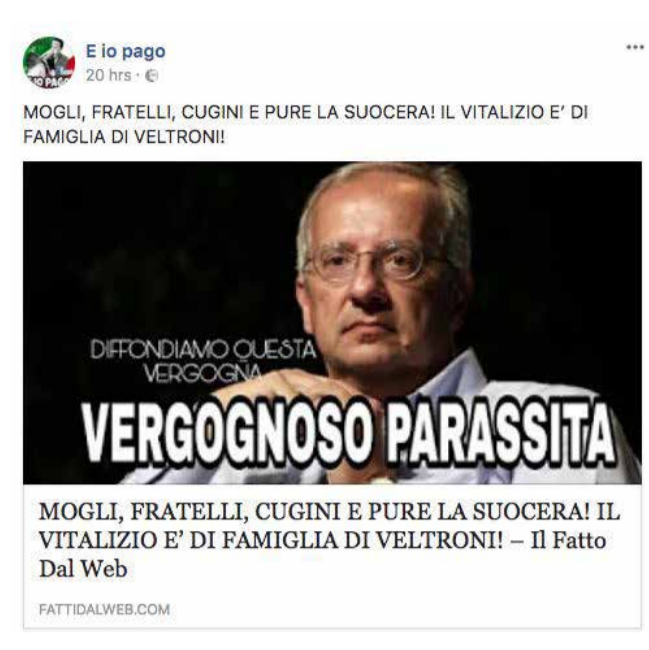 E io pago
20 hrs ·
MOGLI, FRATELLI, CUGINI E PURE LA SUOCERA! IL VITALIZIO E' DI
FAMIGLIA DI VELTRONI!
DIFFONDIAMO QUESTA
VERGOGNA
VERGOGNOSO PARASSITA
MOGLI, FRATELLI, CUGINI E PURE LA SUOCERA! IL
VITALIZIO E' DI FAMIGLIA DI VELTRONI! – Il Fatto
Dal Web
FATTIDALWEB.COM